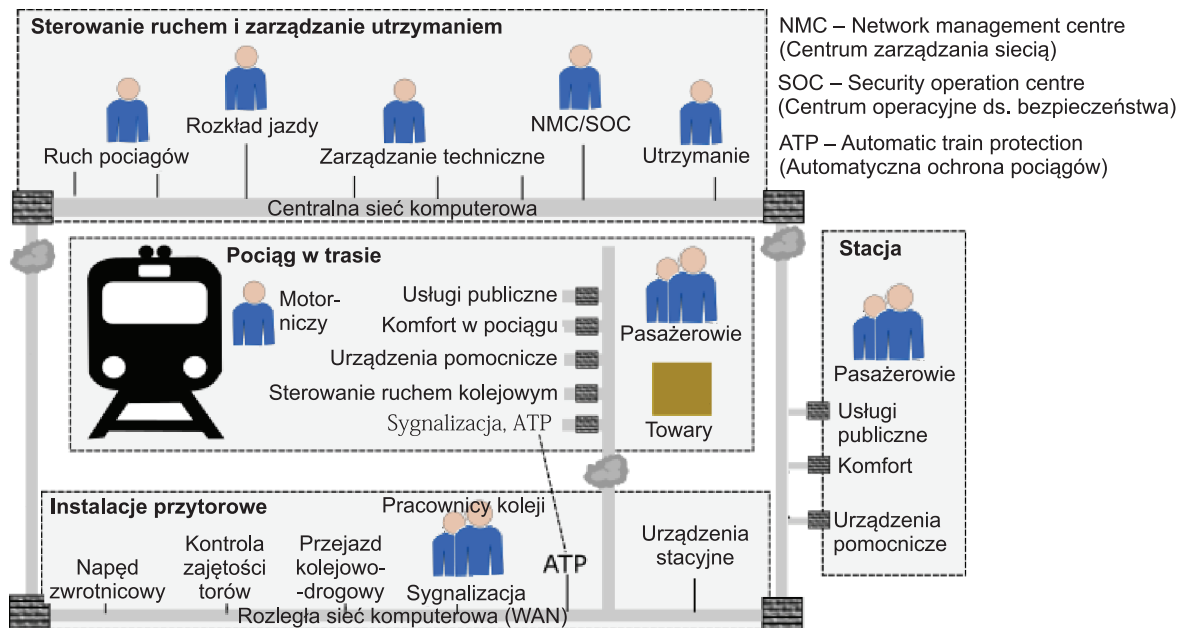 Sterowanie ruchem i zarządzanie utrzymaniem
Ruch pociagów
Rozkład jazdy
Zarządzanie techniczne
NMC/SOC
Utrzymanie
Centralna sieć komputerowa
NMC – Network management centre
(Centrum zarządzania siecią)
SOC – Security operation centre
(Centrum operacyjne ds. bezpieczeństwa)
ATP – Automatic train protection
(Automatyczna ochrona pociągów)
Pociąg w trasie
Motor-
niczy
Usługi publiczne
Komfort w pociągu
Urządzenia pomocnicze
Sterowanie ruchem kolejowym
Sygnalizacja, ATP
Pasażerowie
Towary
Stacja
Pasażerowie
Usługi
publiczne
Komfort
Urządzenia
pomocnicze
Instalacje przytorowe
Napęd
zwrotnicowy
Kontrola
zajętości
torów
Przejazd
kolejowo-
-drogowy
Pracownicy koleji
Sygnalizacja
ATP
Urządzenia
stacyjne
Rozległa sieć komputerowa (WAN)